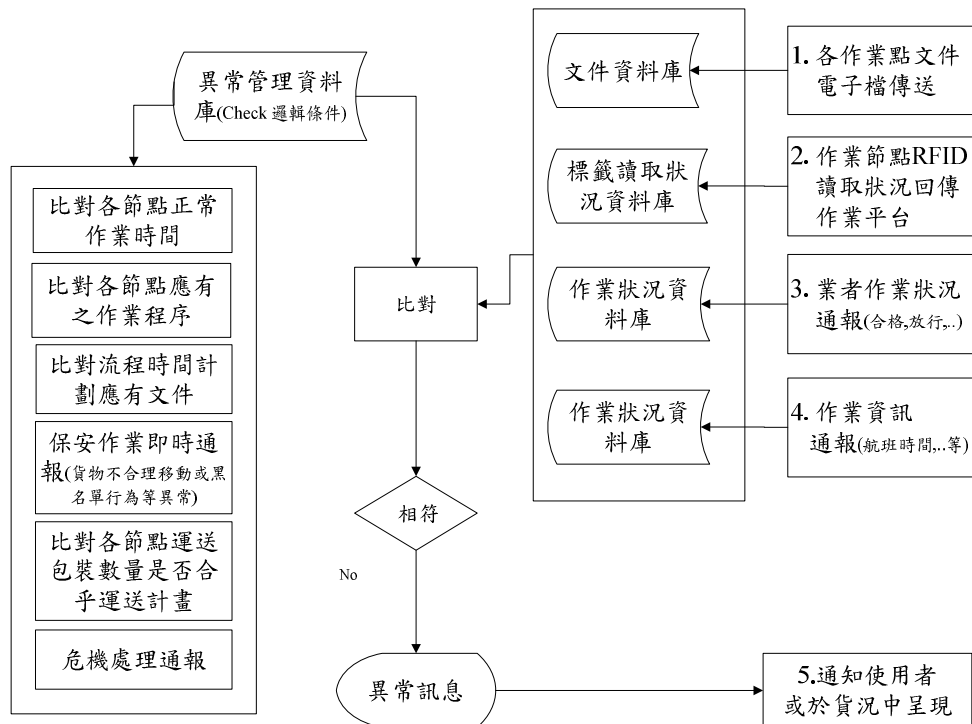 異常管理資料
庫(Check 邏輯條件)
比對各節點正常
作業時間
比對各節點應有
之作業程序
比對流程時間計
劃應有文件
保安作業即時通
報(貨物不合理移動或黑
名單行為等異常)
比對各節點運送
包裝數量是否合
乎運送計畫
危機處理通報
比對
相符
No
異常訊息
文件資料庫
標籤讀取狀
況資料庫
作業狀況資
料庫
作業狀況資
料庫
1. 各作業點文件
電子檔傳送
2. 作業節點RFID
讀取狀況回傳
作業平台
3. 業者作業狀況
通報(合格,放行,..)
4. 作業資訊
通報(航班時間,..等)
5.通知使用者
或於貨況中呈現